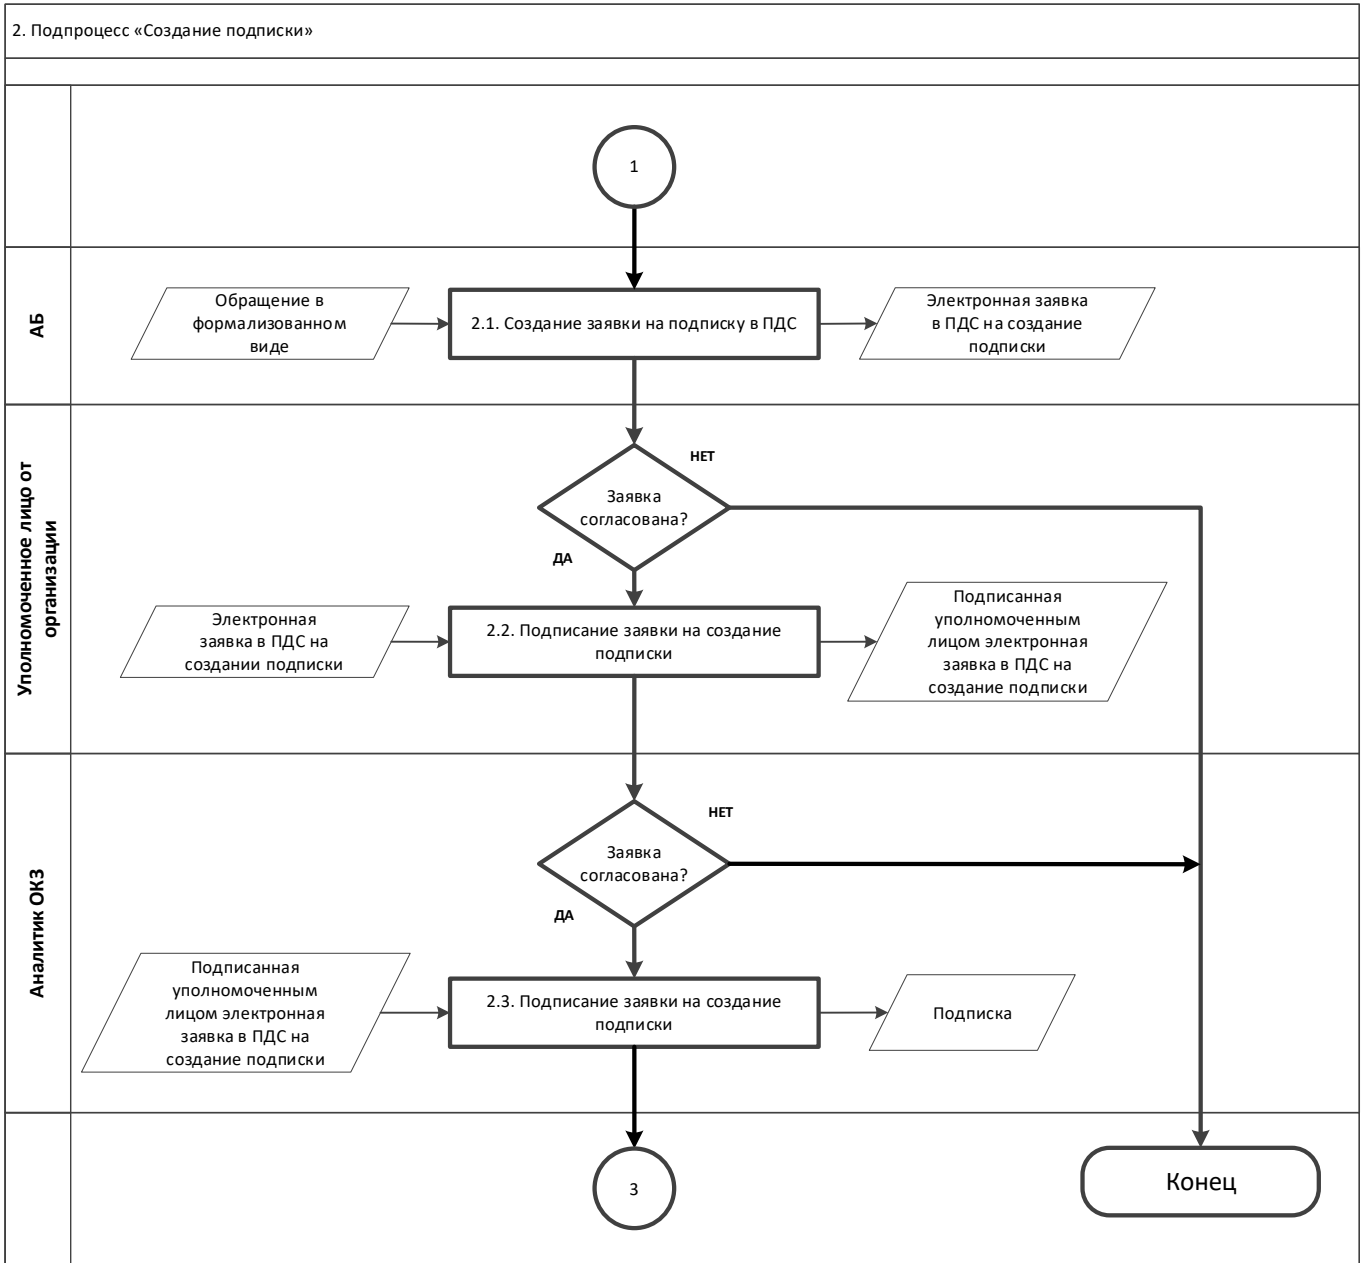 2. Подпроцесс «Создание подписки»
1
АБ
Обращение в
формализованном
виде
2.1. Создание заявки на подписку в ПДС
Электронная заявка
в ПДС на создание
подписки
Уполномоченное лицо от
организации
НЕТ
Заявка
согласована?
ДА
Электронная
заявка в ПДС на
создании подписки
2.2. Подписание заявки на создание
подписки
Подписанная
уполномоченным
лицом электронная
заявка в ПДС на
создание подписки
Аналитик ОКЗ
НЕТ
Заявка
согласована?
ДА
Подписанная
уполномоченным
лицом электронная
заявка в ПДС на
создание подписки
2.3. Подписание заявки на создание
подписки
Подписка
3
Конец